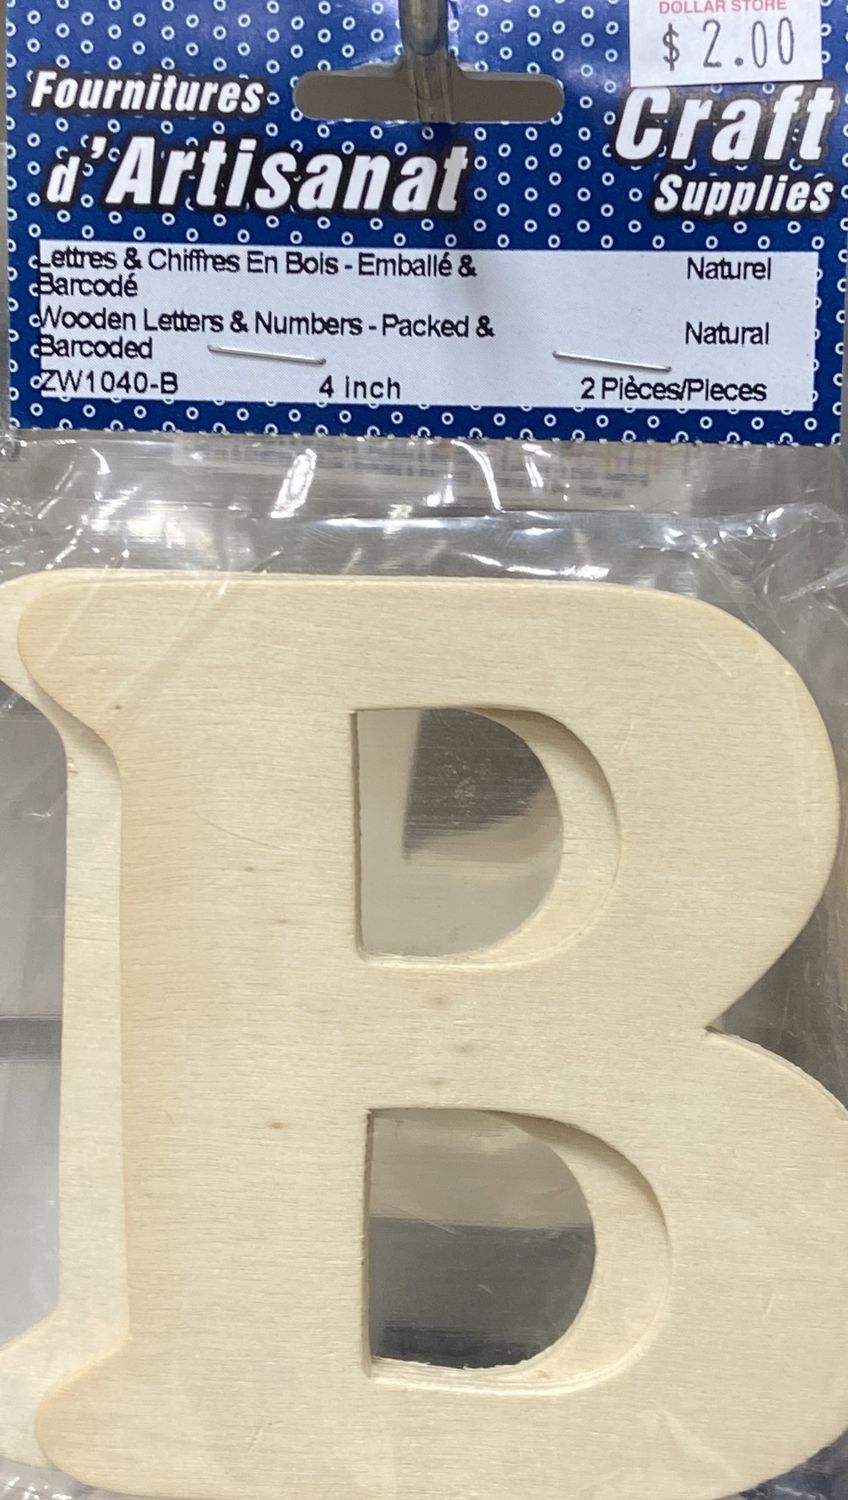 DOLLAR STORE
$ 2.00
Fournitures
d'Artisanat
Craft
Supplies
Lettres & Chiffres En Bois - Emballé & Naturel
Barcodé
Wooden Letters & Numbers - Packed & Natural
Barcoded
ZW1040-B 4 inch 2 Pièces/Pieces
B